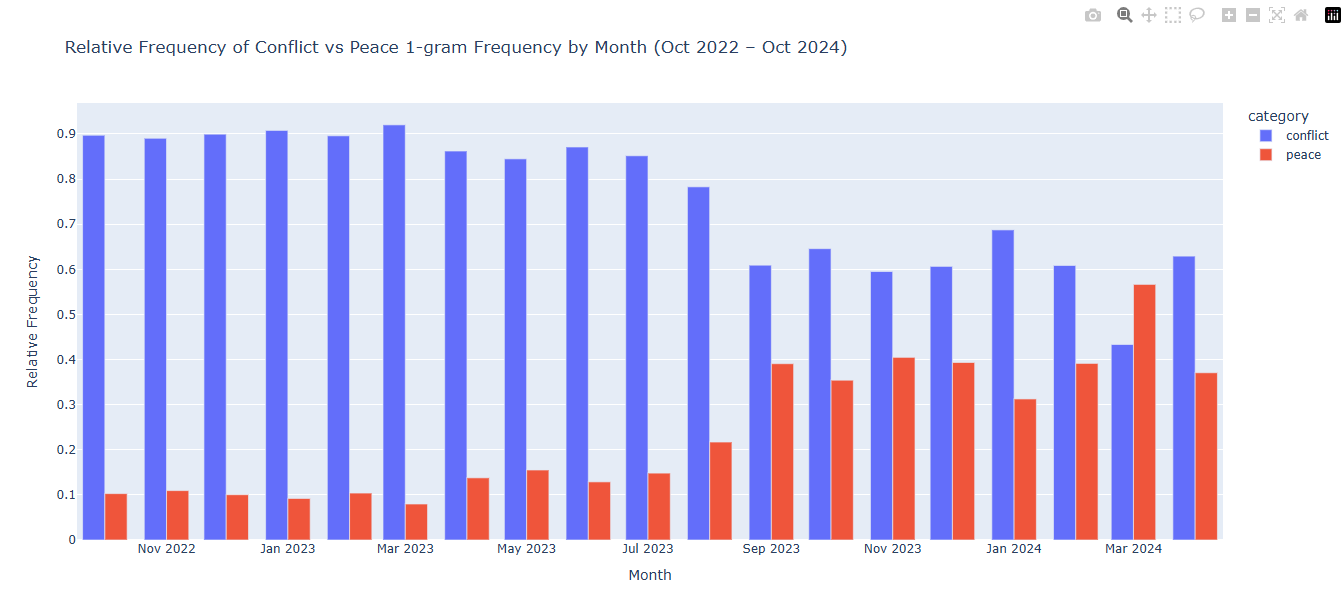 Relative Frequency of Conflict vs Peace 1-gram Frequency by Month (Oct 2022 – Oct 2024)
category
conflict
peace
Relative Frequency
0.9
0.8
0.7
0.6
0.5
0.4
0.3
0.2
0.1
0
Nov 2022 Jan 2023 Mar 2023 May 2023 Jul 2023 Sep 2023 Nov 2023 Jan 2024 Mar 2024
Month